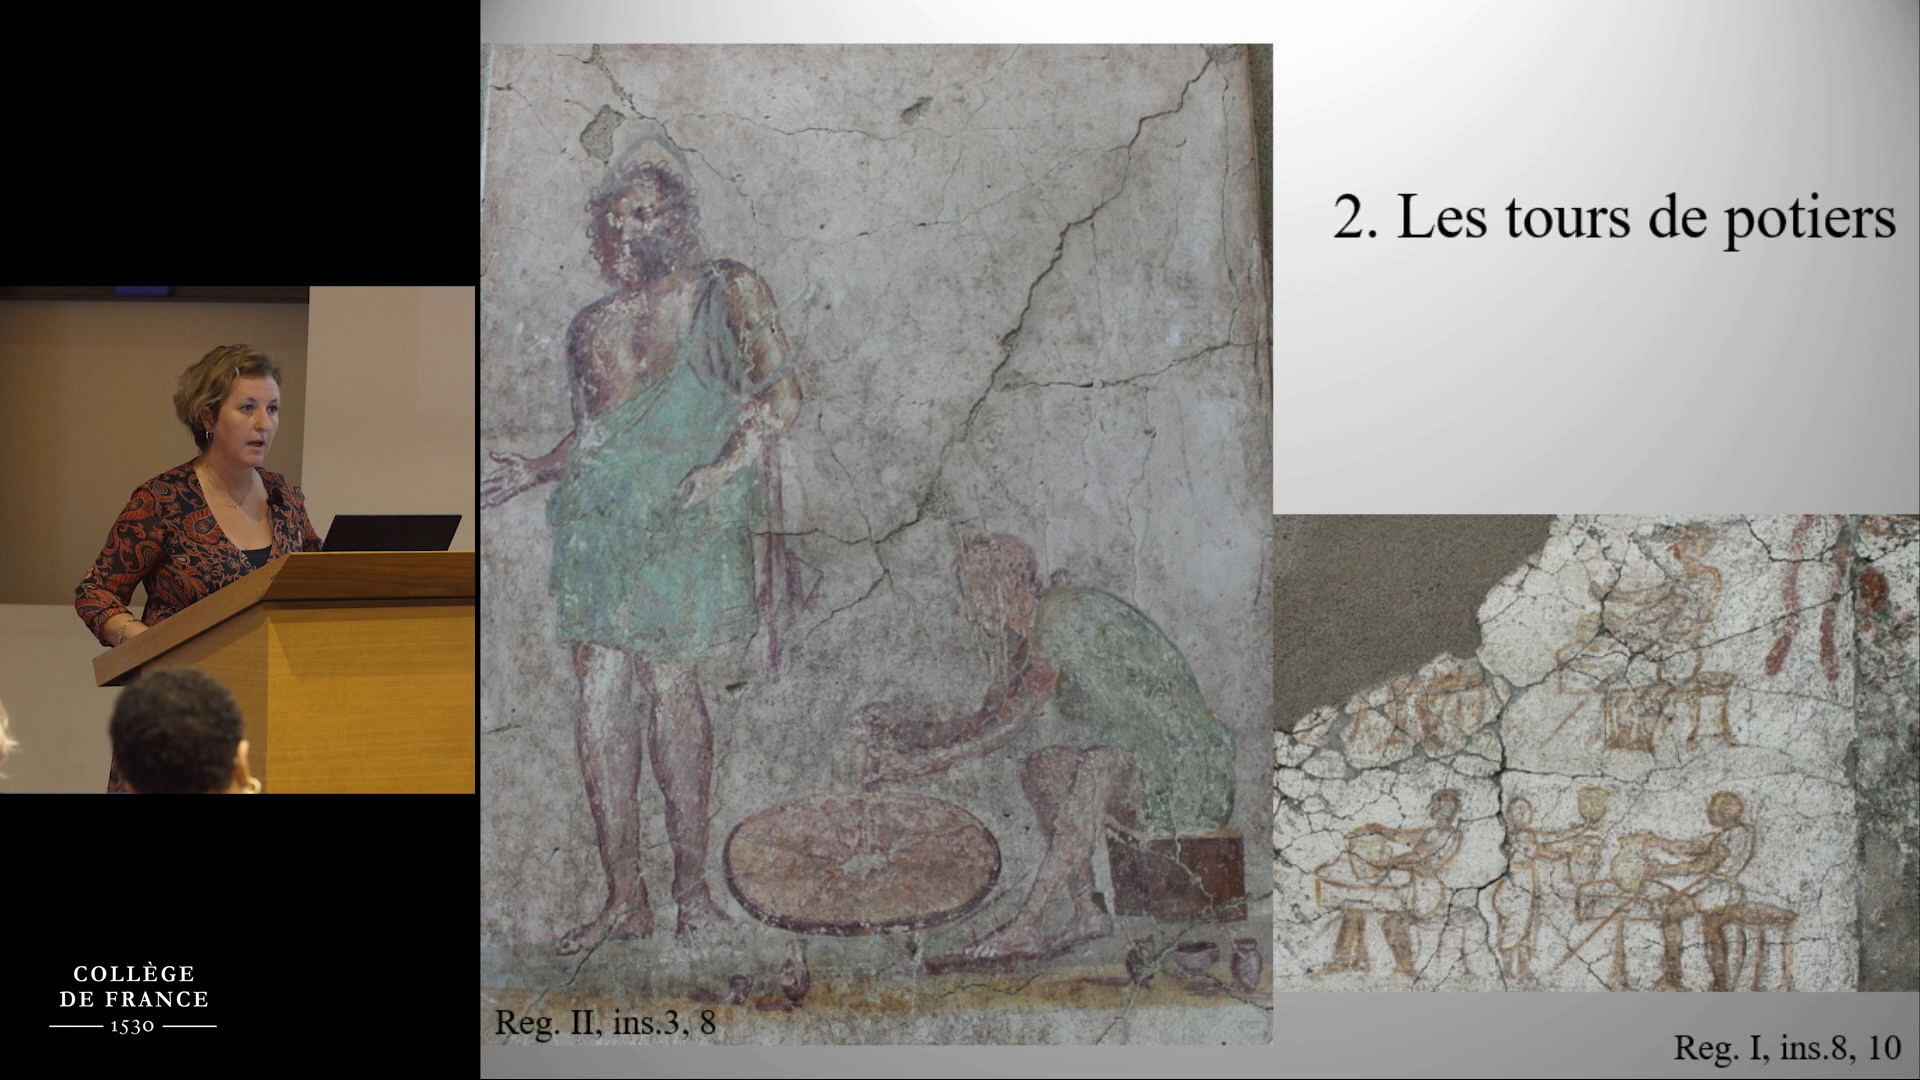 2. Les tours de potiers
Reg. II, ins.3, 8
Reg. I, ins.8, 10
COLLÈGE
DE FRANCE
1530